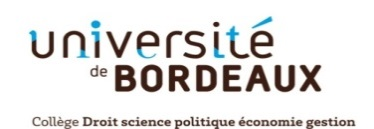 université
de BORDEAUX
Collège Droit science politique économie gestion